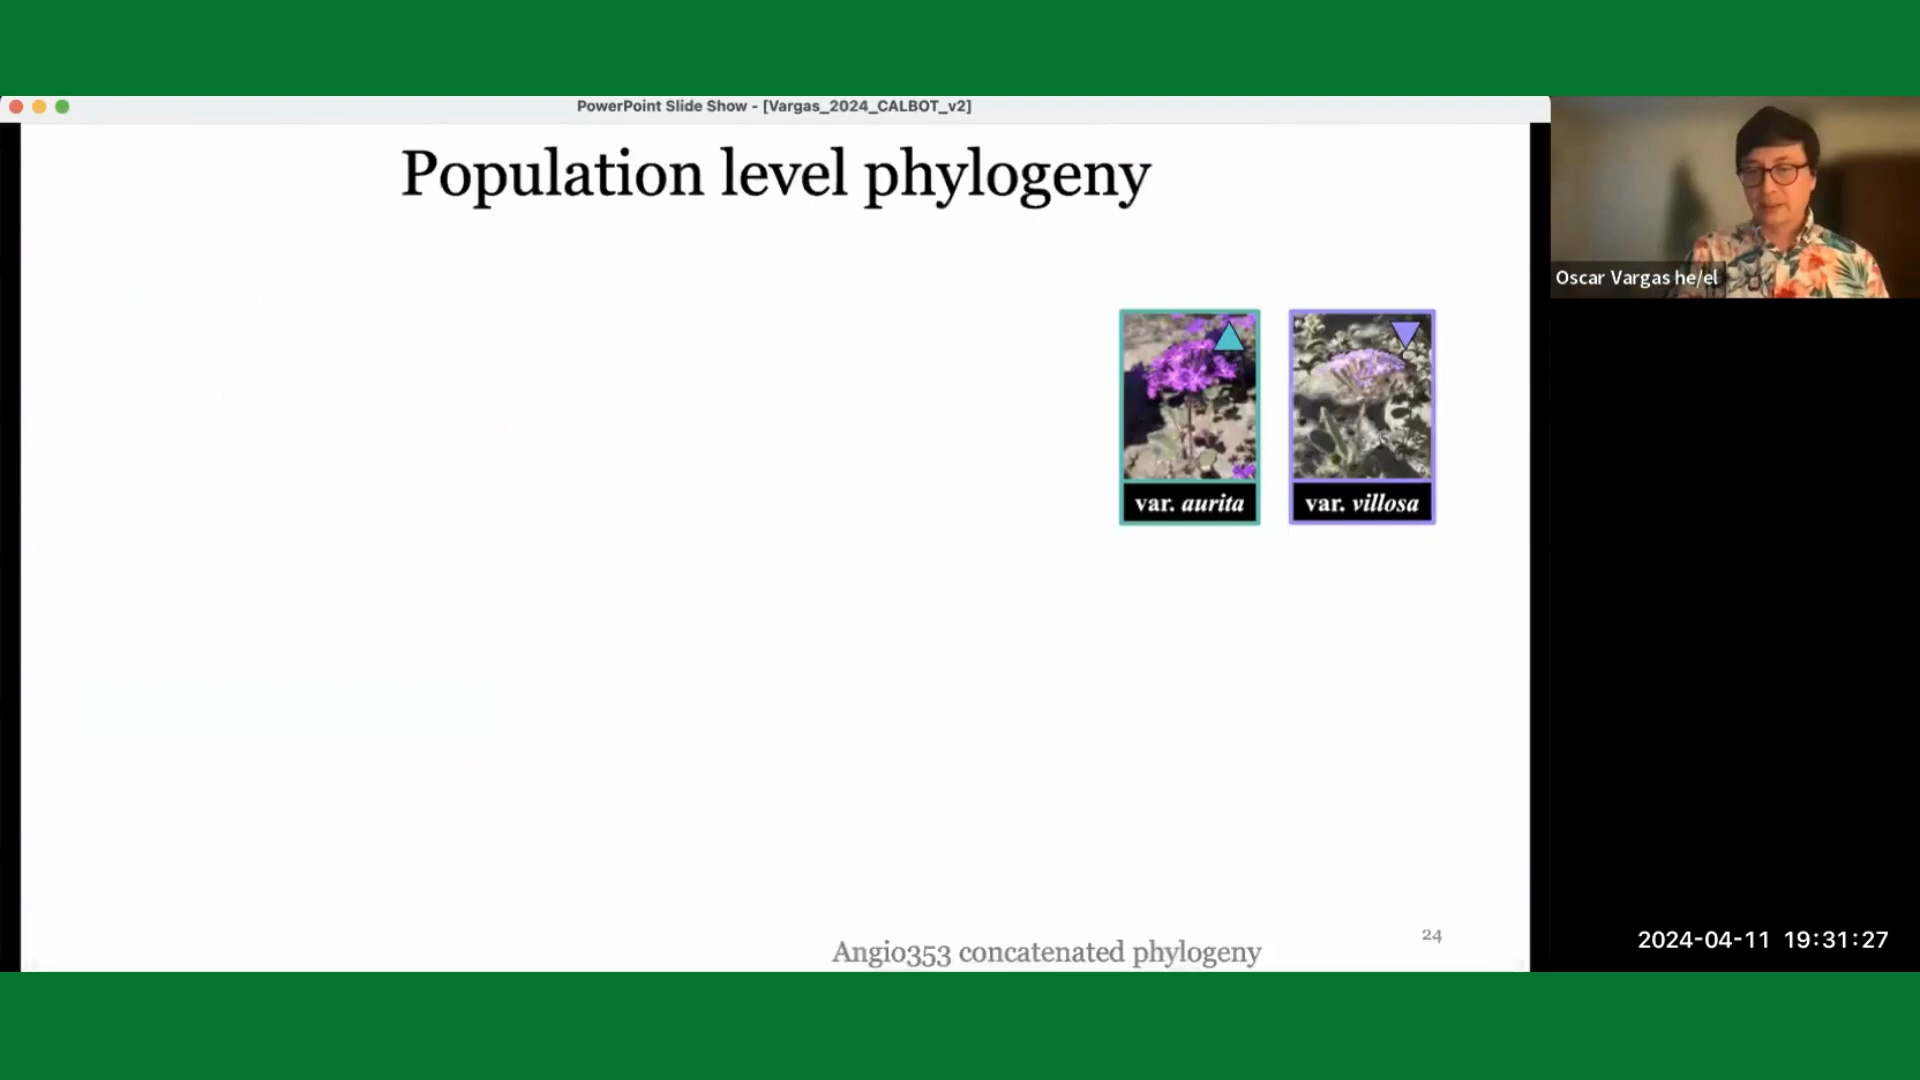 PowerPoint Slide Show - [Vargas_2024_CALBOT_v2]
Population level phylogeny
Oscar Vargas he/el
var. aurita
var. villosa
24
Angio353 concatenated phylogeny
2024-04-11 19:31:27